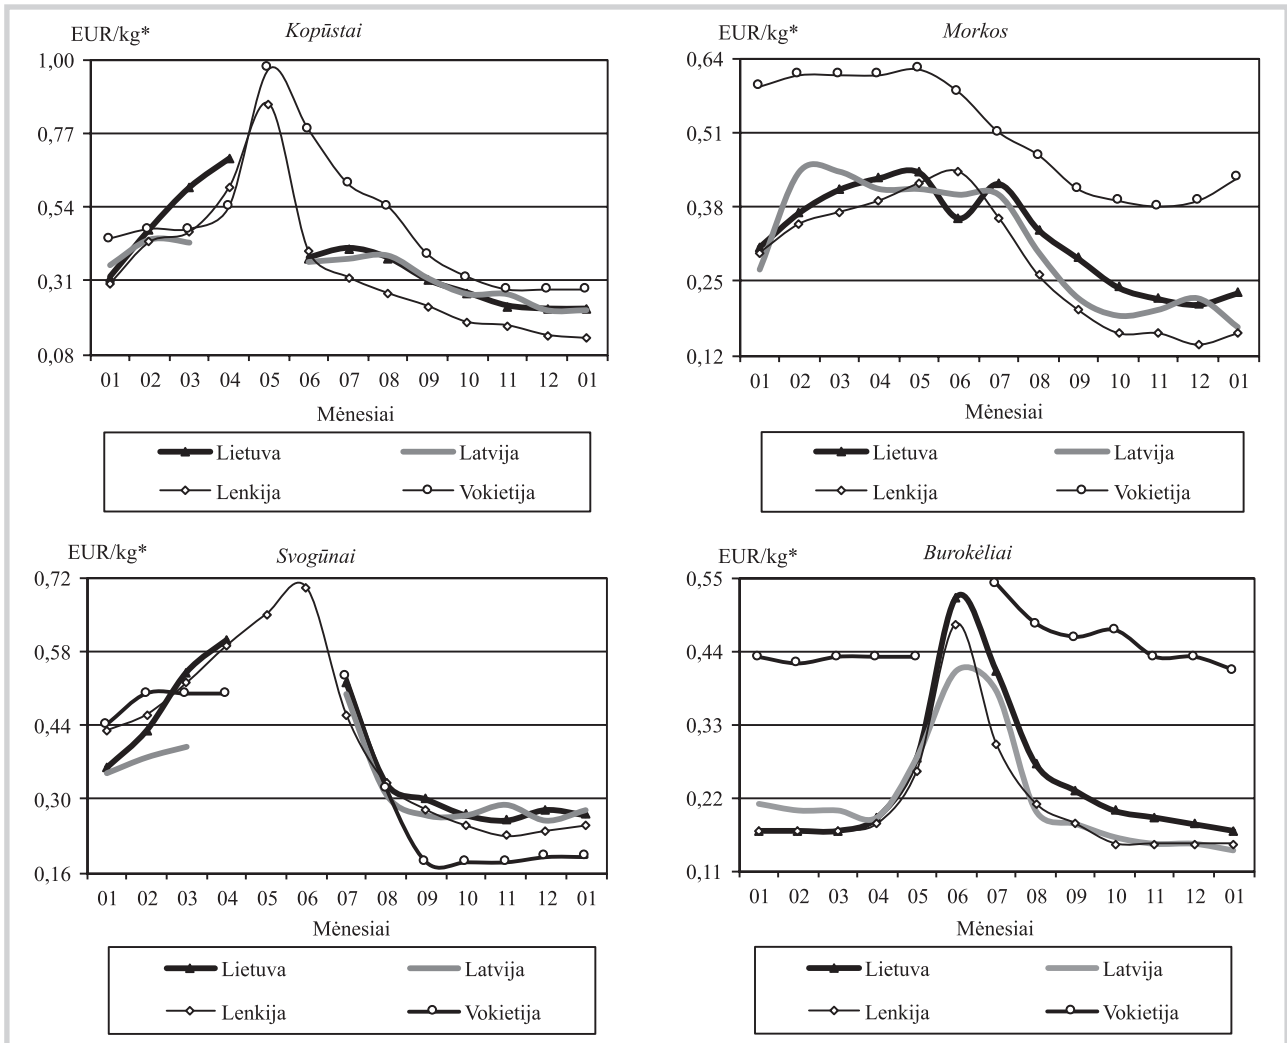 EUR/kg*
Kopūstai
1,00
0,77
0,54
0,31
0,08
01 02 03 04 05 06 07 08 09 10 11 12 01
Mėnesiai
Lietuva Latvija
Lenkija Vokietija
EUR/kg*
Morkos
0,64
0,51
0,38
0,25
0,12
01 02 03 04 05 06 07 08 09 10 11 12 01
Mėnesiai
Lietuva Latvija
Lenkija Vokietija
EUR/kg*
Svogūnai
0,72
0,58
0,44
0,30
0,16
01 02 03 04 05 06 07 08 09 10 11 12 01
Mėnesiai
Lietuva Latvija
Lenkija Vokietija
EUR/kg*
Burokėliai
0,55
0,44
0,33
0,22
0,11
01 02 03 04 05 06 07 08 09 10 11 12 01
Mėnesiai
Lietuva Latvija
Lenkija Vokietija